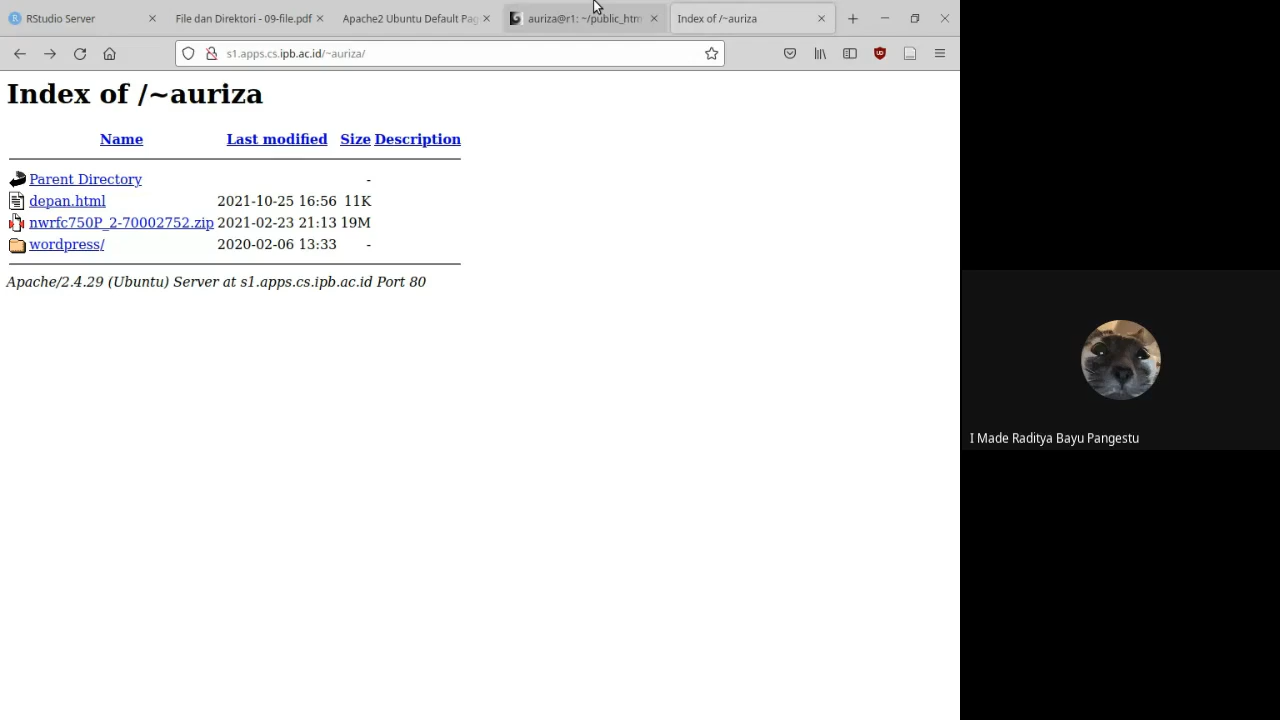 RStudio Server
File dan Direktori - 09-file.pdf
Apache2 Ubuntu Default Pag
auriza@r1: ~/public_htm
Index of /~auriza
s1.apps.cs.ipb.ac.id/~auriza/
Index of /~auriza
Name Last modified Size Description
Parent Directory -
depan.html 2021-10-25 16:56 11K
nwrfc750P_2-70002752.zip 2021-02-23 21:13 19M
wordpress/ 2020-02-06 13:33 -
Apache/2.4.29 (Ubuntu) Server at s1.apps.cs.ipb.ac.id Port 80
I Made Raditya Bayu Pangestu